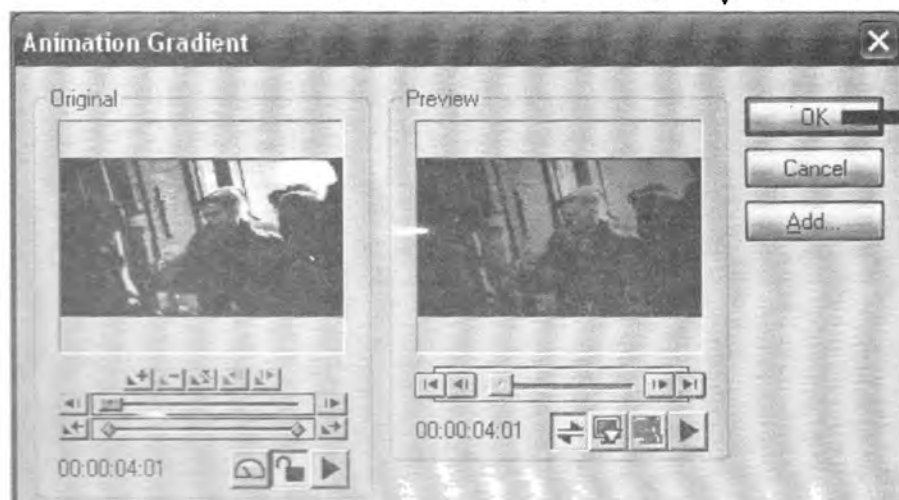 Animation Gradient
Original
Preview
OK
Cancel
Add...
00:00:04:01
00:00:04:01